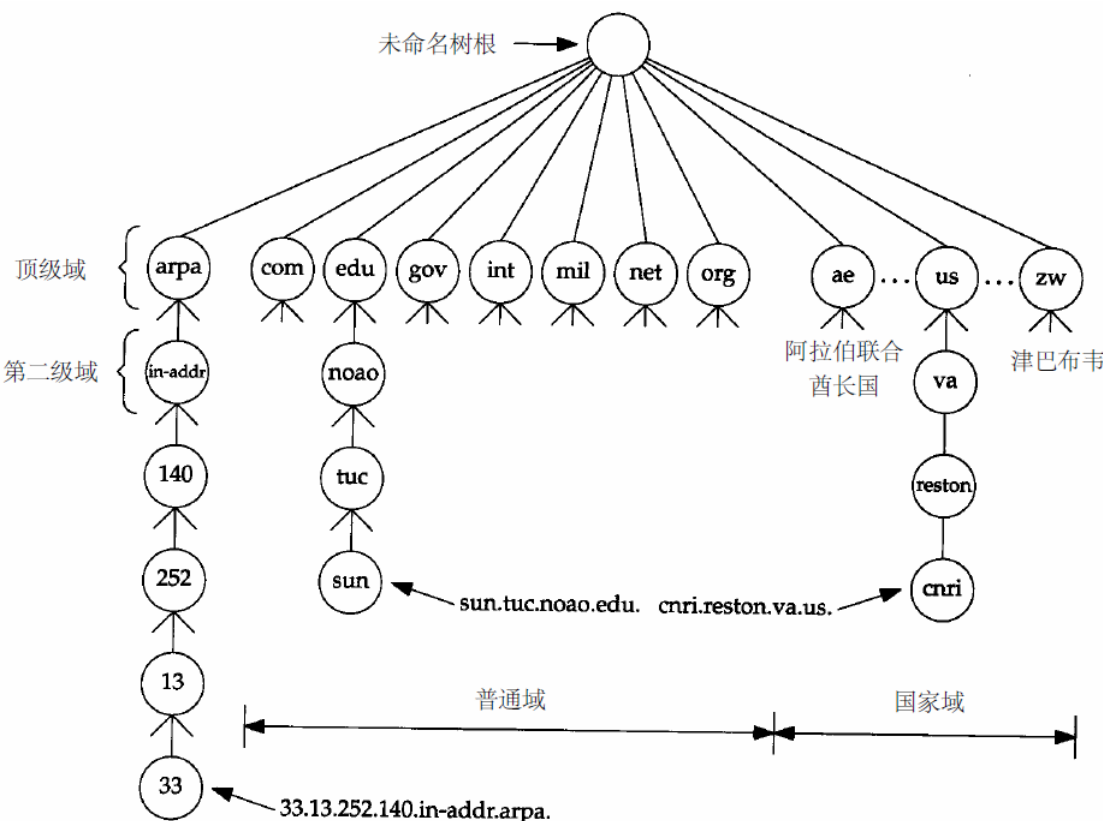 未命名树根
顶级域
arpa
com
edu
gov
int
mil
net
org
ae
...
us
...
zw
第二级域
in-addr
noao
阿拉伯联合
酋长国
va
津巴布韦
140
tuc
reston
252
sun
cnri
sun.tuc.noao.edu.
cnri.reston.va.us.
13
普通域
国家域
33
33.13.252.140.in-addr.arpa.